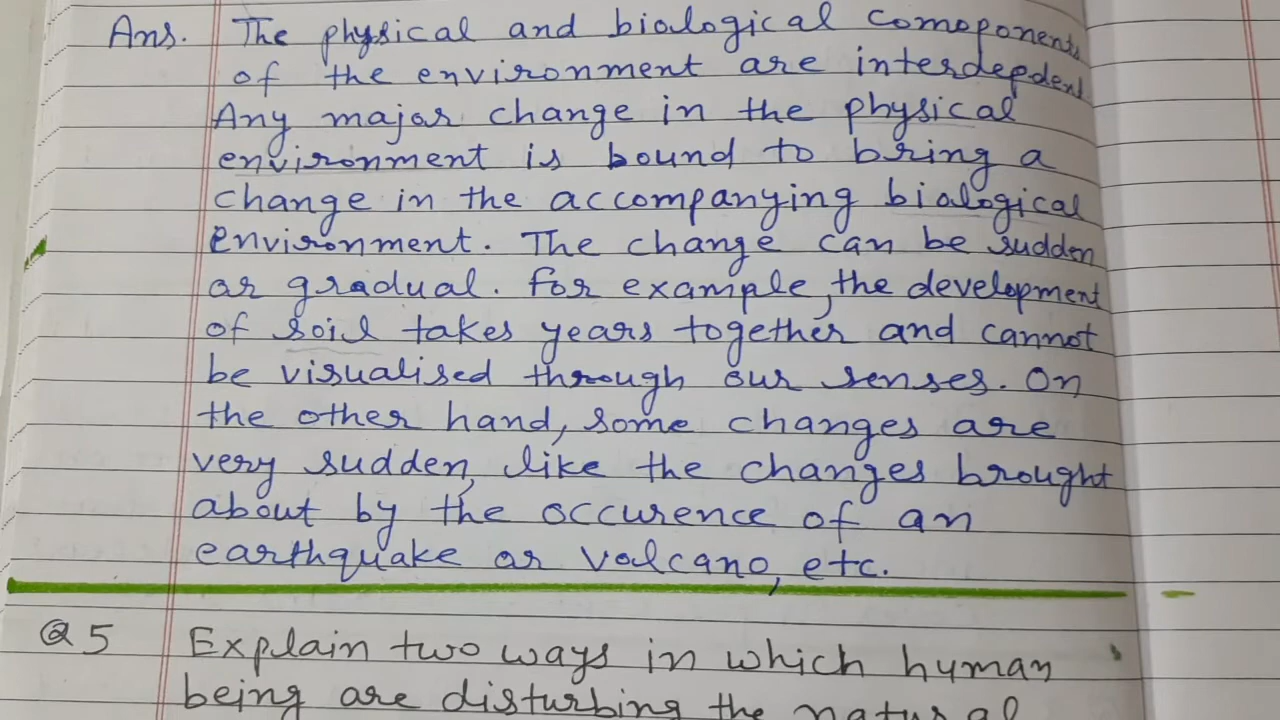 Ans. The physical and biological comoponents
of the environment are interdepdent
Any major change in the physical
environment is bound to bring a
change in the accompanying biological
environment. The change can be sudden
or gradual. For example, the development
of soil takes years together and cannot
be visualised through our senses. On
the other hand, some changes are
very sudden, like the changes brought
about by the occurence of an
earthquake or volcano, etc.
Q 5 Explain two ways in which human
being are disturbing the natural